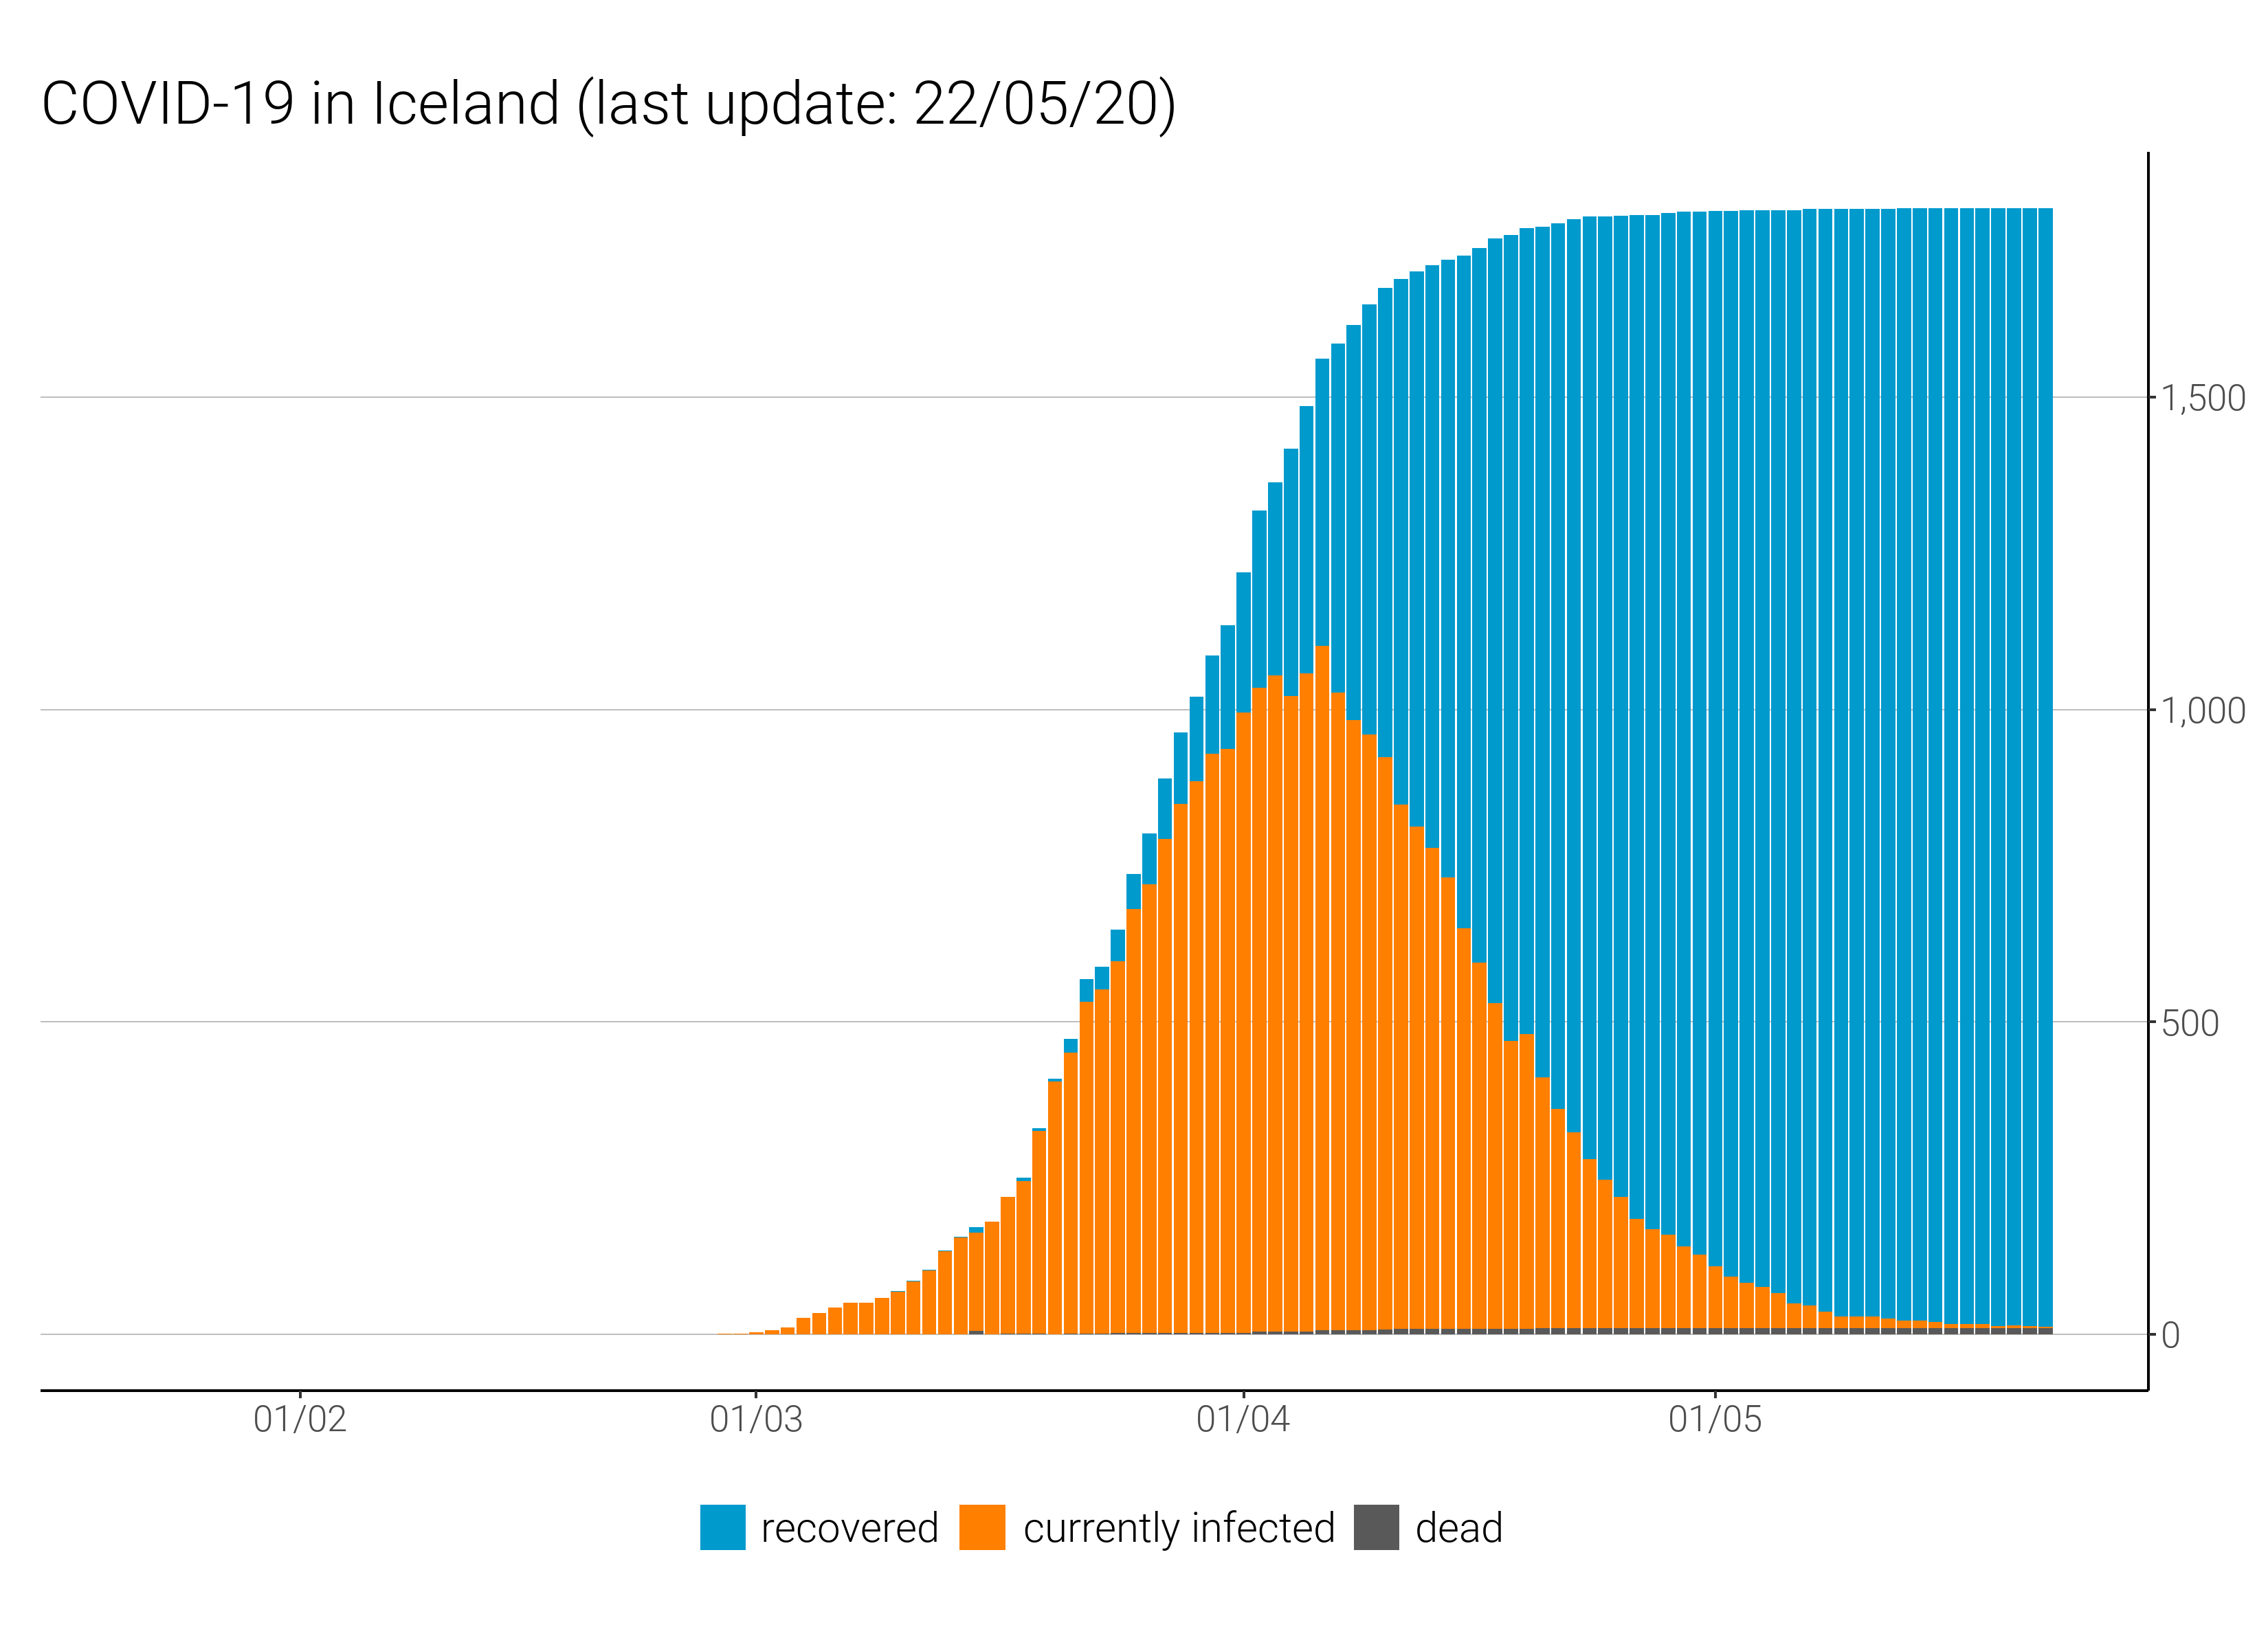 COVID-19 in Iceland (last update: 22/05/20)
1,500
1,000
500
0
01/02 01/03 01/04 01/05
recovered currently infected dead